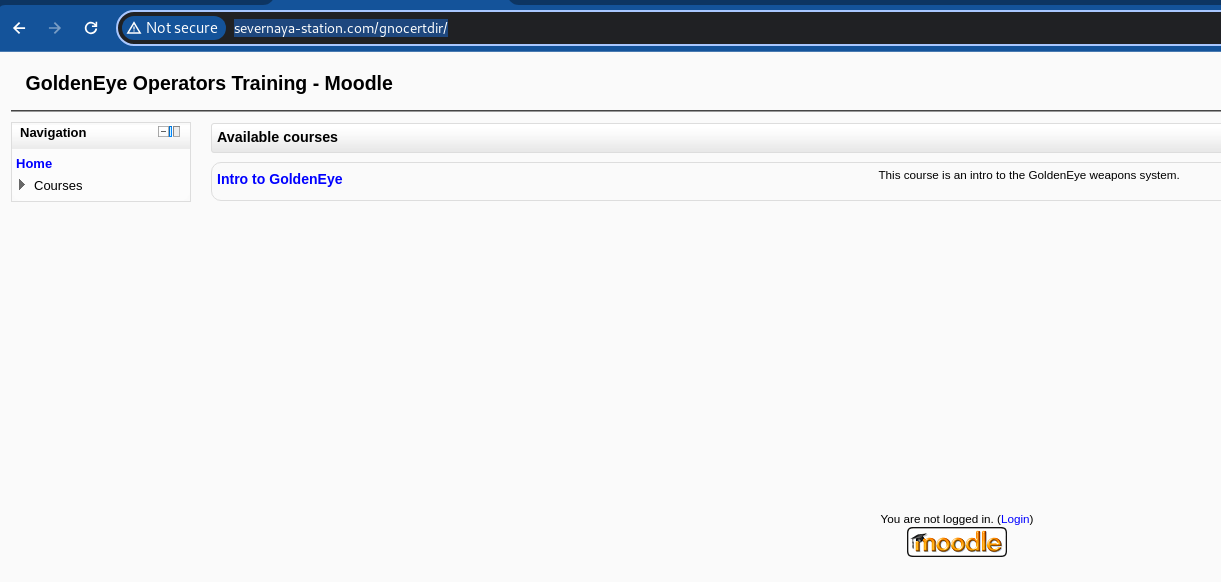 Not secure severnaya-station.com/gnocertdir/
GoldenEye Operators Training - Moodle
Navigation
Home
Courses
Available courses
Intro to GoldenEye
This course is an intro to the GoldenEye weapons system.
You are not logged in. (Login)
moodle